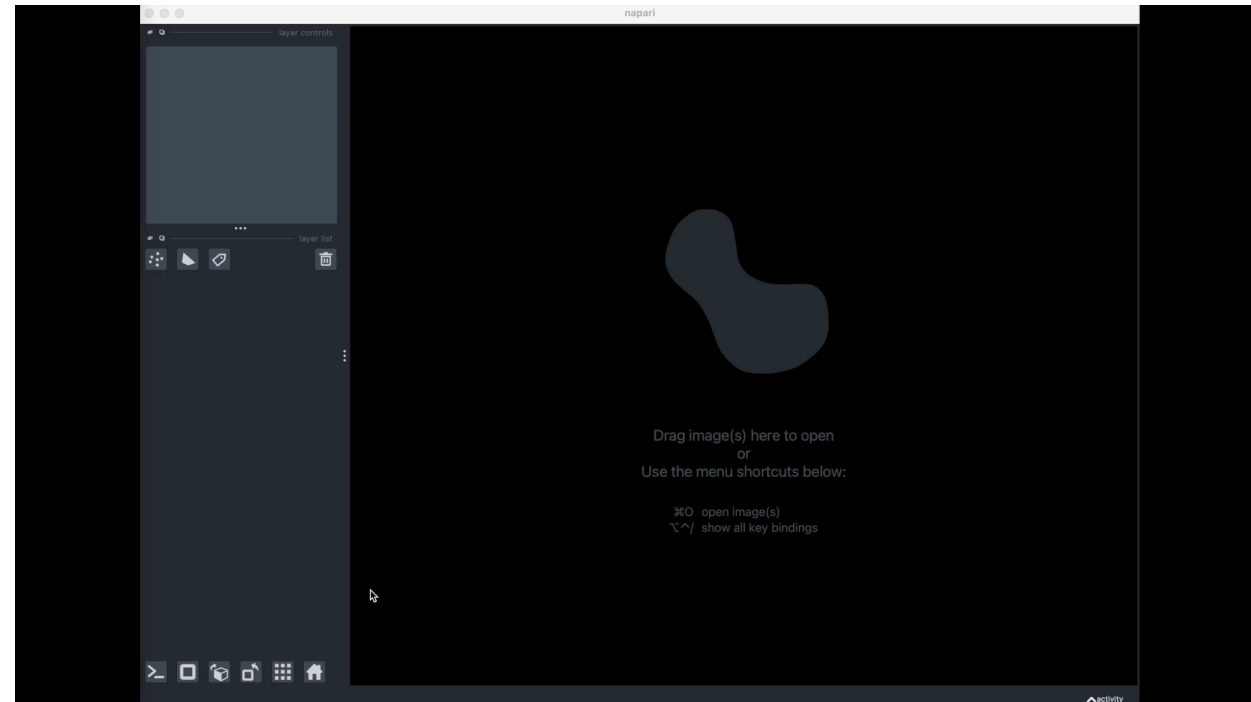 napari
layer controls
layer list
Drag image(s) here to open
or
Use the menu shortcuts below:
⌘O open image(s)
⌥^/ show all key bindings
activity